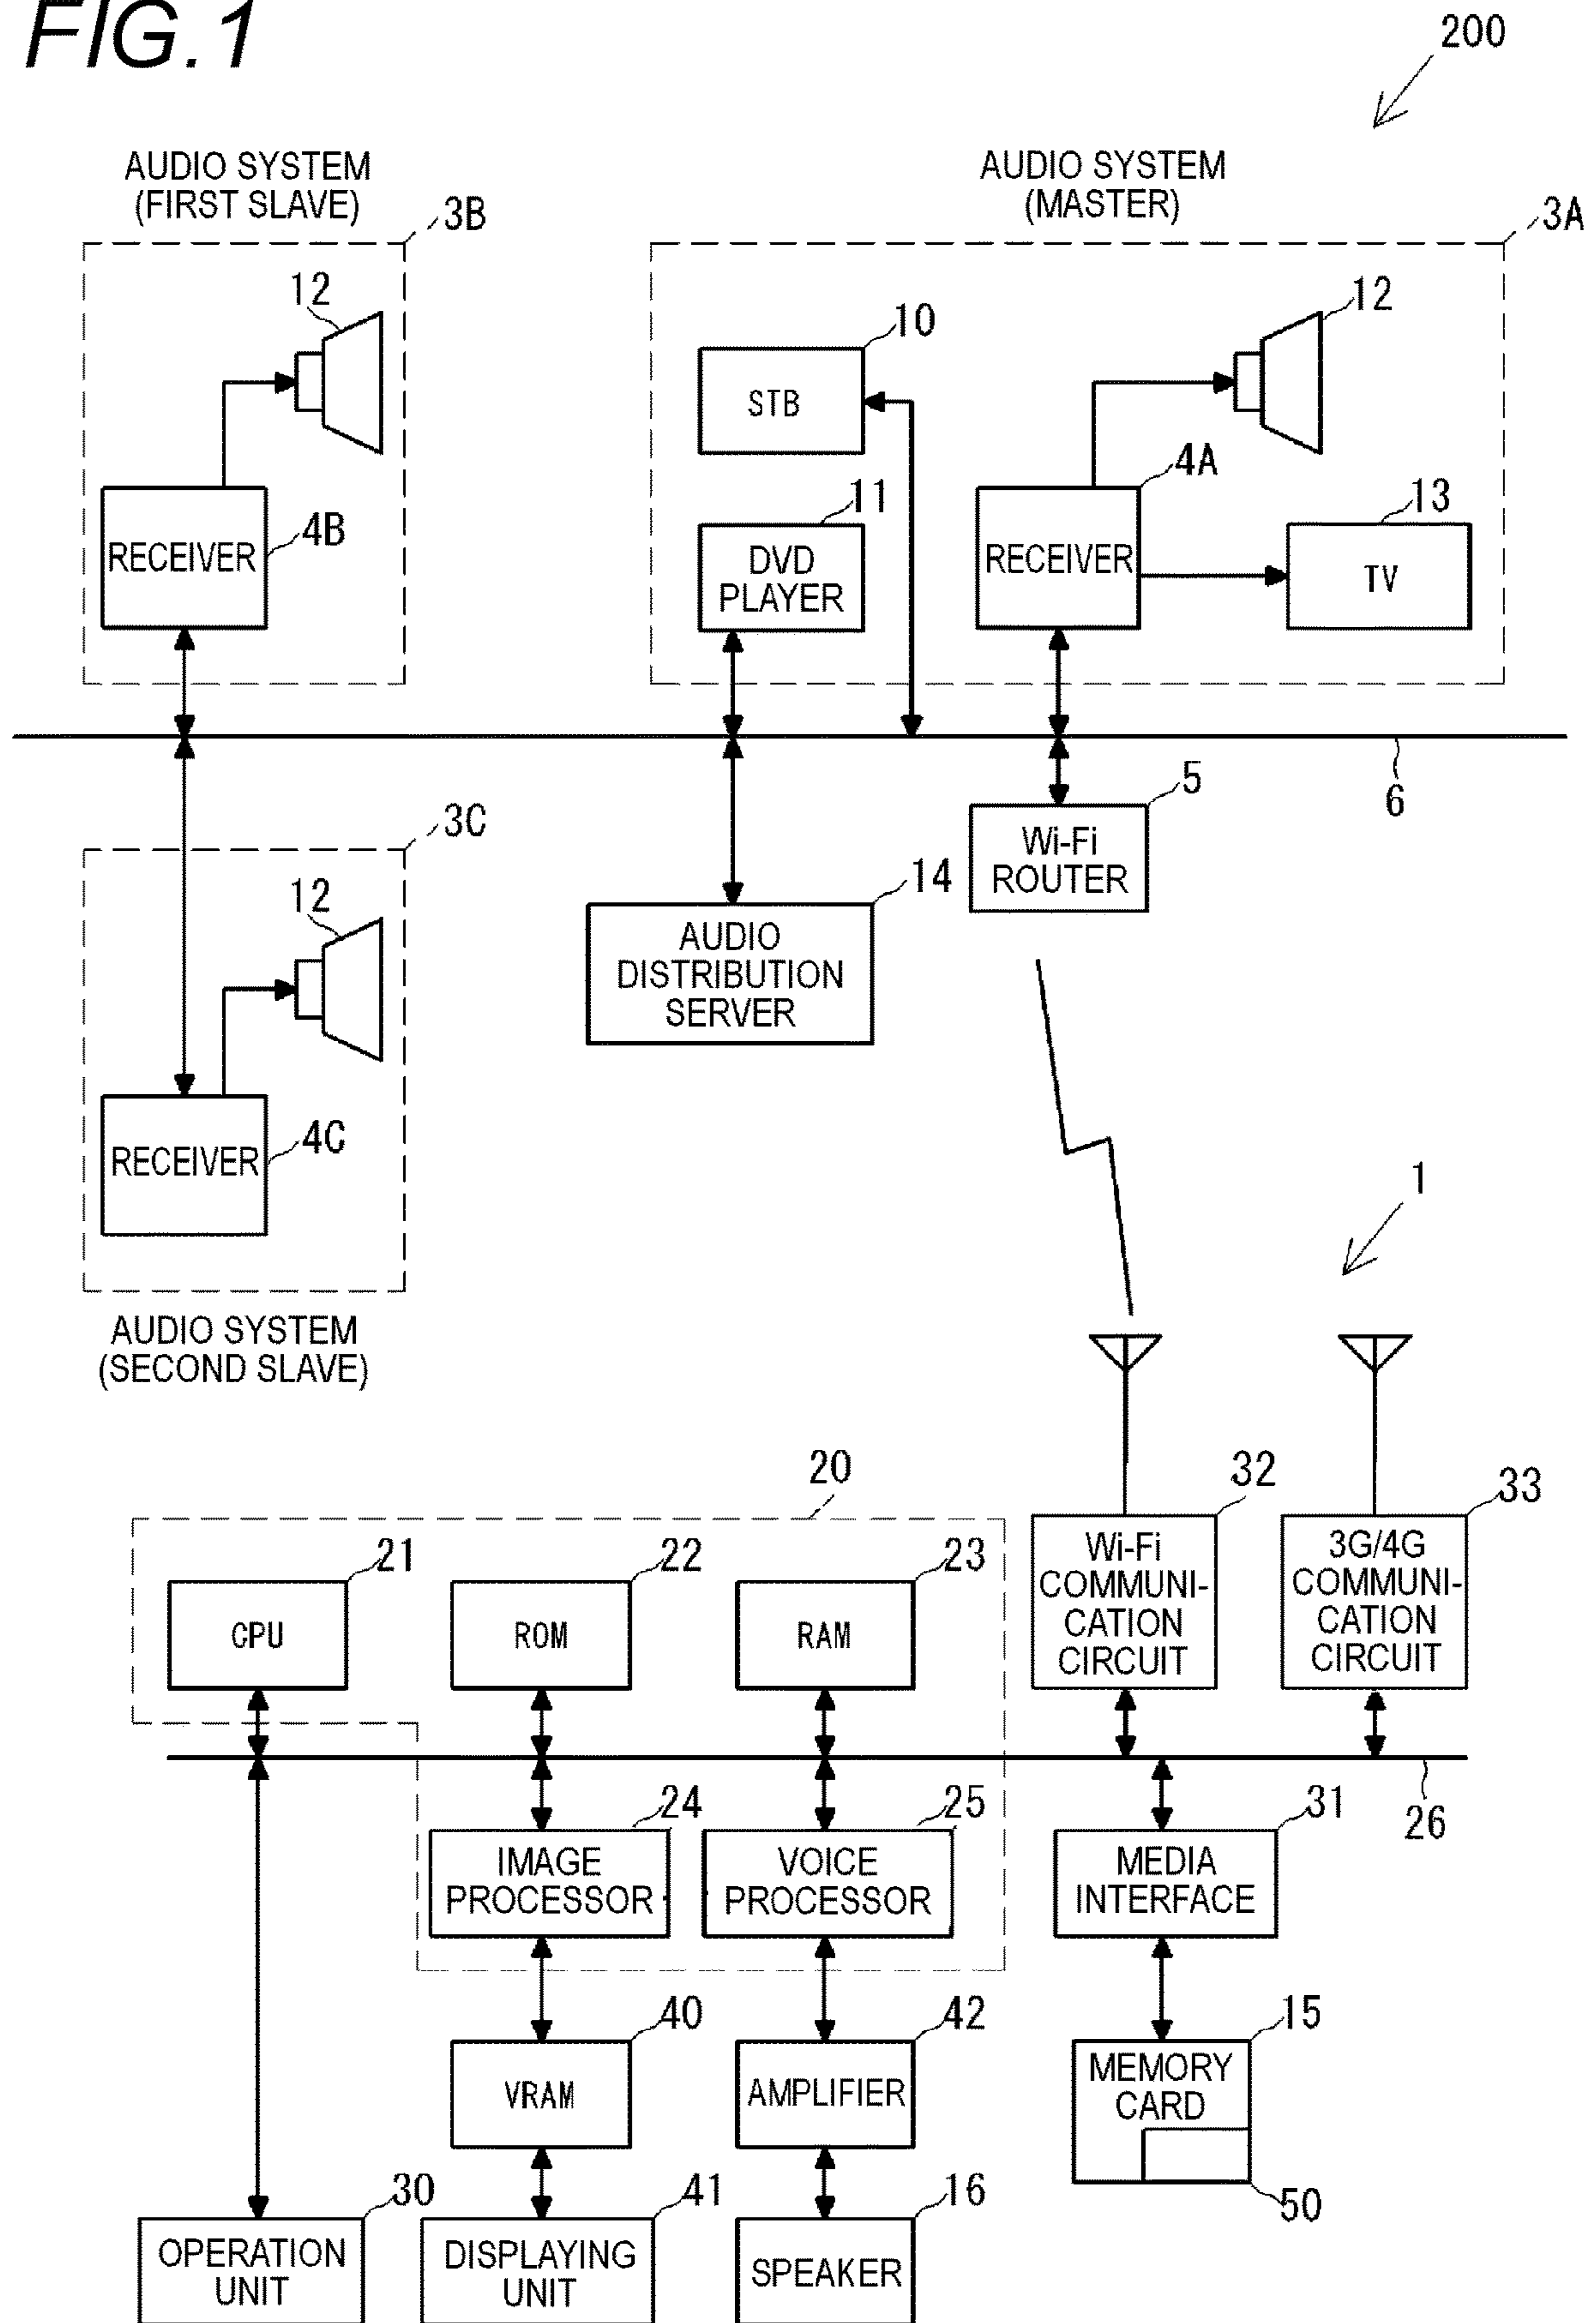 FIG. 1
200
AUDIO SYSTEM
(FIRST SLAVE)
3B
AUDIO SYSTEM
(MASTER)
3A
12
10
12
STB
4A
11
13
4B
RECEIVER
DVD
PLAYER
RECEIVER
TV
5
6
3C
Wi-Fi
ROUTER
12
14
AUDIO
DISTRIBUTION
SERVER
4C
RECEIVER
1
AUDIO SYSTEM
(SECOND SLAVE)
20
32
33
21
22
23
CPU
ROM
RAM
Wi-Fi
COMMUNI-
CATION
CIRCUIT
3G/4G
COMMUNI-
CATION
CIRCUIT
24
25
31
26
IMAGE
PROCESSOR
VOICE
PROCESSOR
MEDIA
INTERFACE
40
42
15
VRAM
AMPLIFIER
MEMORY
CARD
30
41
16
50
OPERATION
UNIT
DISPLAYING
UNIT
SPEAKER